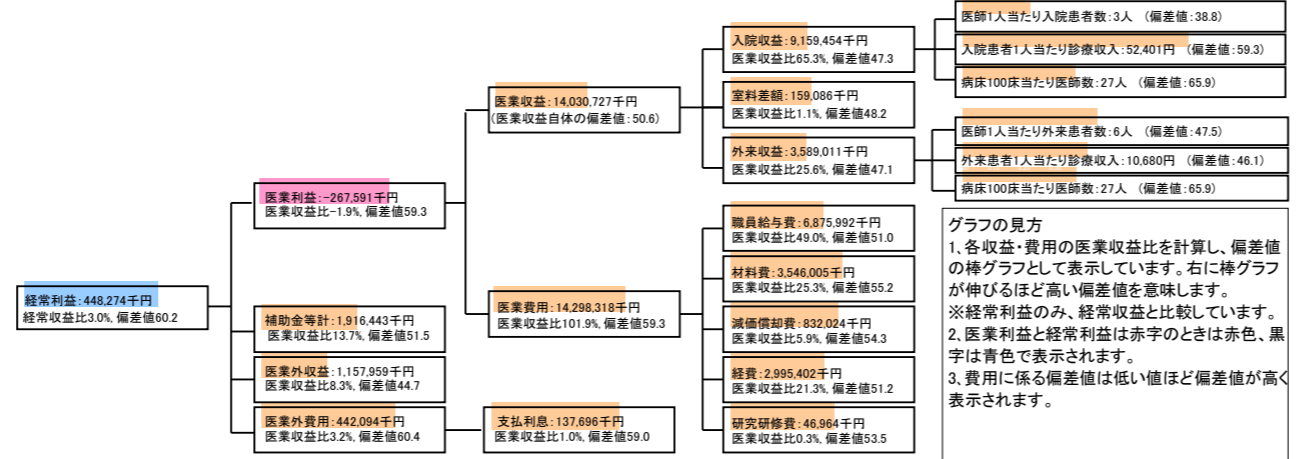 経常利益:448,274千円
経常収益比3.0%, 偏差値60.2
医業利益:-267,591千円
医業収益比-1.9%, 偏差値59.3
補助金等計:1,916,443千円
医業収益比13.7%, 偏差値51.5
医業外収益:1,157,959千円
医業収益比8.3%, 偏差値44.7
医業外費用:442,094千円
医業収益比3.2%, 偏差値60.4
医業収益:14,030,727千円
(医業収益自体の偏差値:50.6)
医業費用:14,298,318千円
医業収益比101.9%, 偏差値59.3
支払利息:137,696千円
医業収益比1.0%, 偏差値59.0
入院収益:9,159,454千円
医業収益比65.3%, 偏差値47.3
室料差額:159,086千円
医業収益比1.1%, 偏差値48.2
外来収益:3,589,011千円
医業収益比25.6%, 偏差値47.1
職員給与費:6,875,992千円
医業収益比49.0%, 偏差値51.0
材料費:3,546,005千円
医業収益比25.3%, 偏差値55.2
減価償却費:832,024千円
医業収益比5.9%, 偏差値54.3
経費:2,995,402千円
医業収益比21.3%, 偏差値51.2
研究研修費:46,964千円
医業収益比0.3%, 偏差値53.5
医師1人当たり入院患者数:3人 (偏差値:38.8)
入院患者1人当たり診療収入:52,401円 (偏差値:59.3)
病床100床当たり医師数:27人 (偏差値:65.9)
医師1人当たり外来患者数:6人 (偏差値:47.5)
外来患者1人当たり診療収入:10,680円 (偏差値:46.1)
病床100床当たり医師数:27人 (偏差値:65.9)
グラフの見方
1、各収益・費用の医業収益比を計算し、偏差値
の棒グラフとして表示しています。右に棒グラフ
が伸びるほど高い偏差値を意味します。
※経常利益のみ、経常収益と比較しています。
2、医業利益と経常利益は赤字のときは赤色、黒
字は青色で表示されます。
3、費用に係る偏差値は低い値ほど偏差値が高く
表示されます。